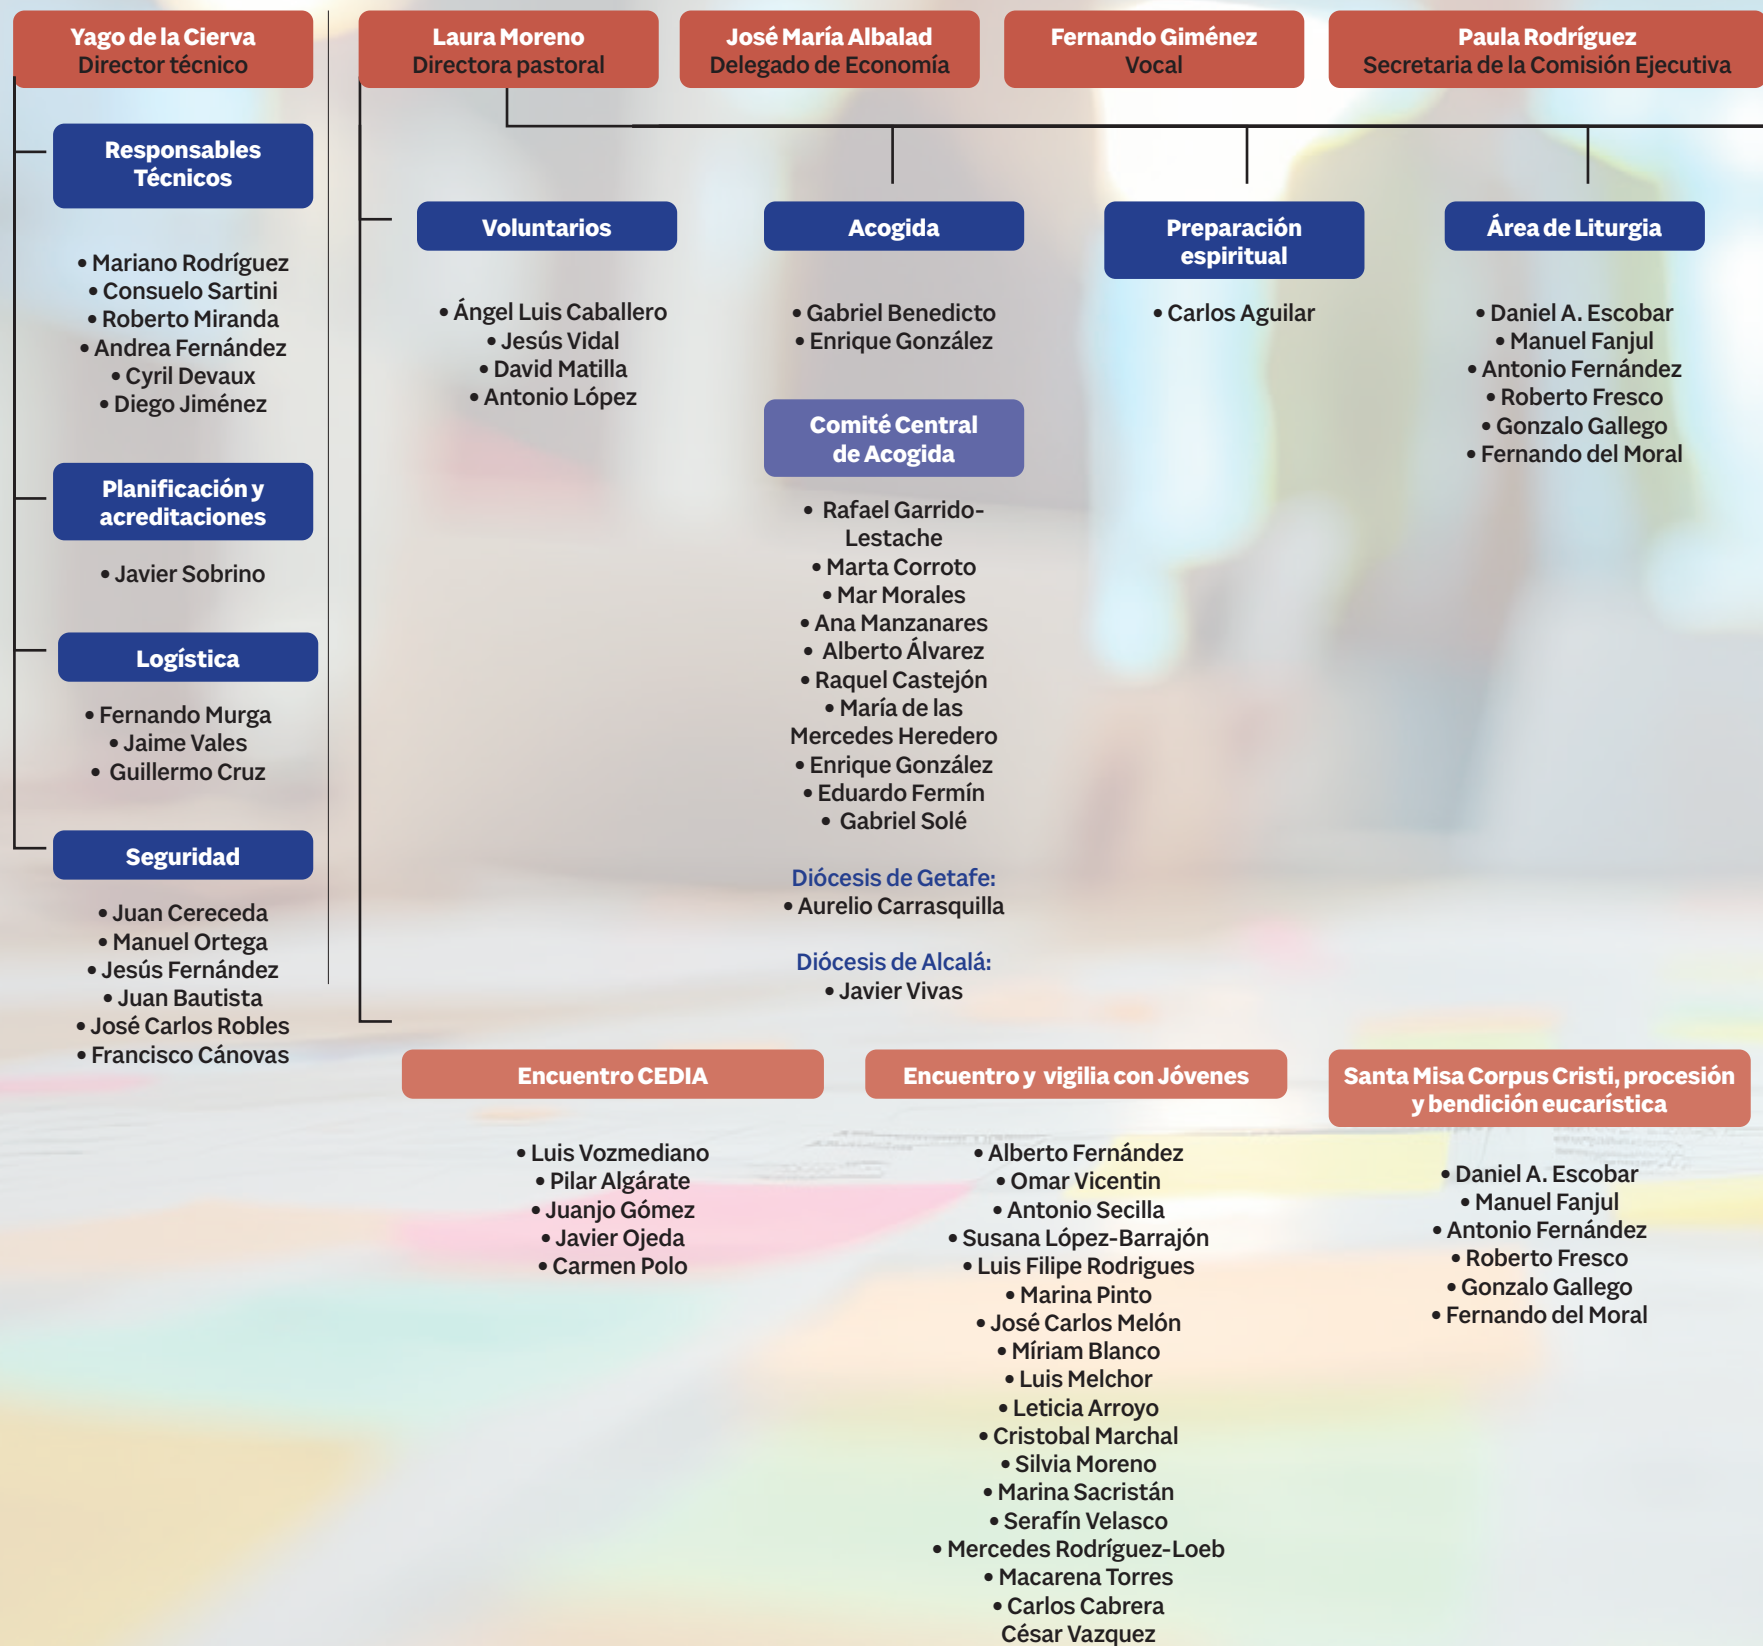 Yago de la Cierva
Director técnico
Laura Moreno
Directora pastoral
José María Albalad
Delegado de Economía
Fernando Giménez
Vocal
Paula Rodríguez
Secretaria de la Comisión Ejecutiva
Responsables
Técnicos
• Mariano Rodríguez
• Consuelo Sartini
• Roberto Miranda
• Andrea Fernández
• Cyril Devaux
• Diego Jiménez
Planificación y
acreditaciones
• Javier Sobrino
Logística
• Fernando Murga
• Jaime Vales
• Guillermo Cruz
Seguridad
• Juan Cereceda
• Manuel Ortega
• Jesús Fernández
• Juan Bautista
• José Carlos Robles
• Francisco Cánovas
Voluntarios
• Ángel Luis Caballero
• Jesús Vidal
• David Matilla
• Antonio López
Acogida
• Gabriel Benedicto
• Enrique González
Comité Central
de Acogida
• Rafael Garrido-
Lestache
• Marta Corroto
• Mar Morales
• Ana Manzanares
• Alberto Álvarez
• Raquel Castejón
• María de las
Mercedes Heredero
• Enrique González
• Eduardo Fermín
• Gabriel Solé
Diócesis de Getafe:
• Aurelio Carrasquilla
Diócesis de Alcalá:
• Javier Vivas
Preparación
espiritual
• Carlos Aguilar
Área de Liturgia
• Daniel A. Escobar
• Manuel Fanjul
• Antonio Fernández
• Roberto Fresco
• Gonzalo Gallego
• Fernando del Moral
Encuentro CEDIA
• Luis Vozmediano
• Pilar Algárate
• Juanjo Gómez
• Javier Ojeda
• Carmen Polo
Encuentro y vigilia con Jóvenes
• Alberto Fernández
• Omar Vicentin
• Antonio Secilla
• Susana López-Barrajón
• Luis Filipe Rodrigues
• Marina Pinto
• José Carlos Melón
• Míriam Blanco
• Luis Melchor
• Leticia Arroyo
• Cristobal Marchal
• Silvia Moreno
• Marina Sacristán
• Serafín Velasco
• Mercedes Rodríguez-Loeb
• Macarena Torres
• Carlos Cabrera
César Vazquez
Santa Misa Corpus Cristi, procesión
y bendición eucarística
• Daniel A. Escobar
• Manuel Fanjul
• Antonio Fernández
• Roberto Fresco
• Gonzalo Gallego
• Fernando del Moral